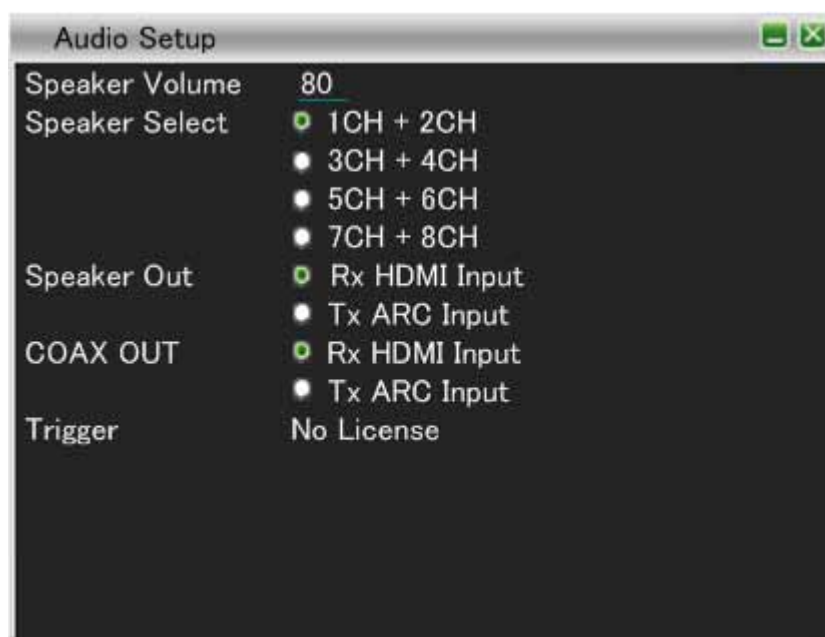 Audio Setup
Speaker Volume 80
Speaker Select 1CH + 2CH
3CH + 4CH
5CH + 6CH
7CH + 8CH
Speaker Out Rx HDMI Input
Tx ARC Input
COAX OUT Rx HDMI Input
Tx ARC Input
Trigger No License